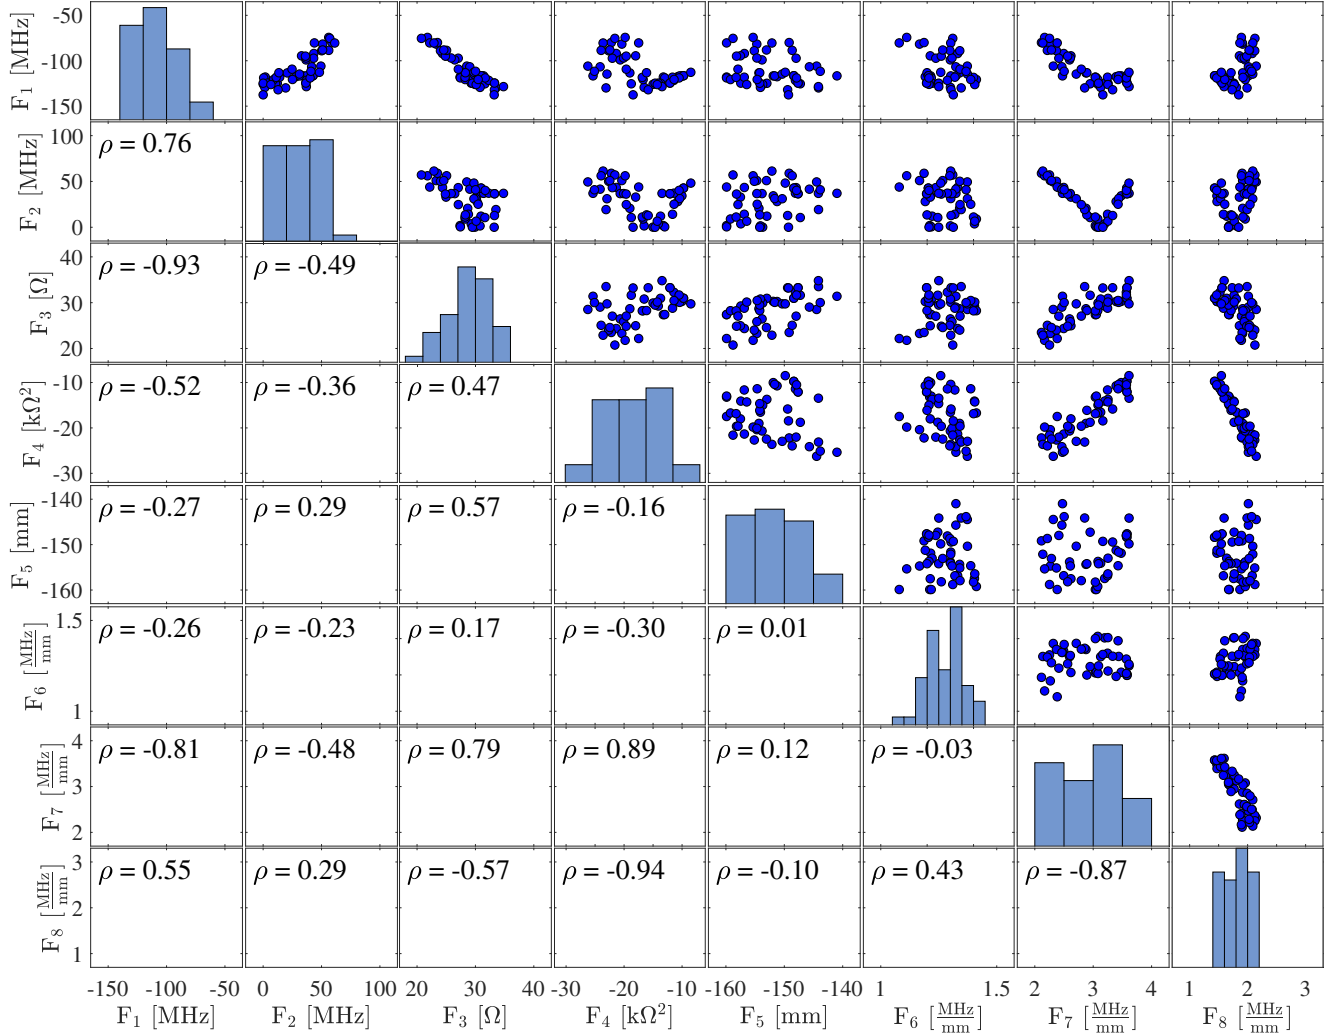 -50
-100
-150
F1 [MHz]
ρ = 0.76
100
50
0
F2 [MHz]
ρ = -0.93
ρ = -0.49
40
30
20
F3 [Ω]
ρ = -0.52
ρ = -0.36
ρ = 0.47
-10
-20
-30
F4 [kΩ²]
ρ = -0.27
ρ = 0.29
ρ = 0.57
ρ = -0.16
-140
-150
-160
F5 [mm]
ρ = -0.26
ρ = -0.23
ρ = 0.17
ρ = -0.30
ρ = 0.01
1.5
1
F6 [MHz/mm]
ρ = -0.81
ρ = -0.48
ρ = 0.79
ρ = 0.89
ρ = 0.12
ρ = -0.03
4
3
2
F7 [MHz/mm]
ρ = 0.55
ρ = 0.29
ρ = -0.57
ρ = -0.94
ρ = -0.10
ρ = 0.43
ρ = -0.87
3
2
1
F8 [MHz/mm]
-150 -100 -50 0 50 100 20 30 40 -30 -20 -10 -160 -150 -140 1 1.5 2 3 4 1 2 3
F1 [MHz] F2 [MHz] F3 [Ω] F4 [kΩ²] F5 [mm] F6 [MHz/mm] F7 [MHz/mm] F8 [MHz/mm]